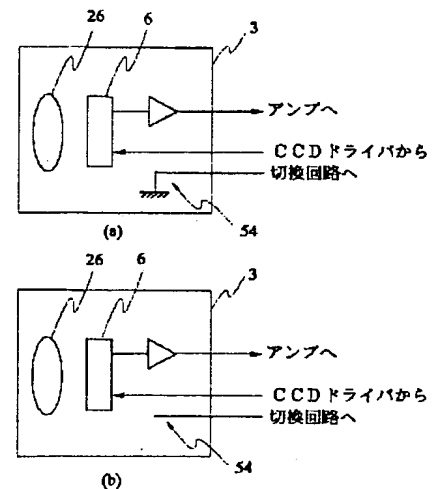 26 6 3
アンプへ
CCDドライバから
切換回路へ
54
(a)
26 6 3
アンプへ
CCDドライバから
切換回路へ
54
(b)